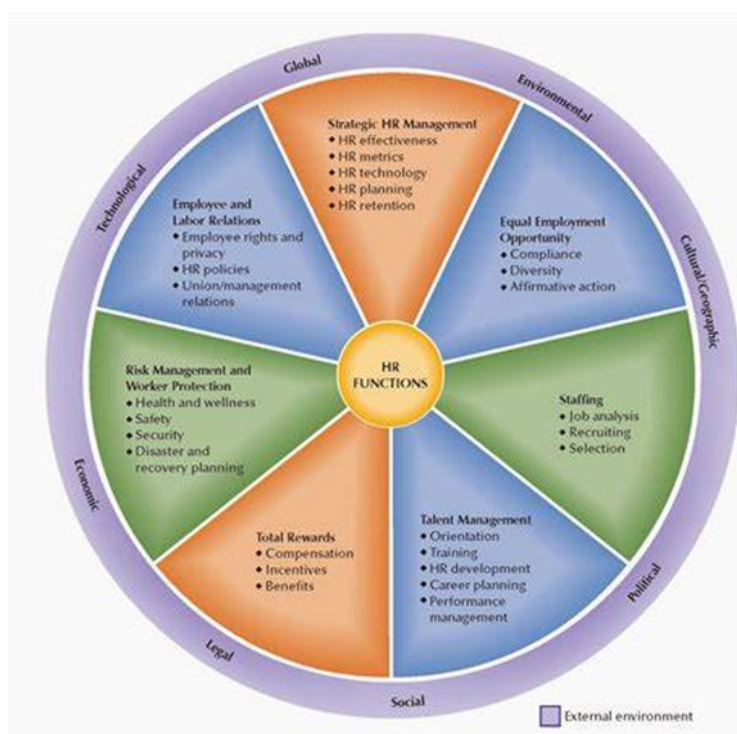 Global
Environmental
Cultural/Geographic
Political
Social
Legal
Economic
Technological
Strategic HR Management
◆ HR effectiveness
◆ HR metrics
◆ HR technology
◆ HR planning
◆ HR retention
Equal Employment
Opportunity
◆ Compliance
◆ Diversity
◆ Affirmative action
Staffing
◆ Job analysis
◆ Recruiting
◆ Selection
Talent Management
◆ Orientation
◆ Training
◆ HR development
◆ Career planning
◆ Performance
management
Total Rewards
◆ Compensation
◆ Incentives
◆ Benefits
Risk Management and
Worker Protection
◆ Health and wellness
◆ Safety
◆ Security
◆ Disaster and
recovery planning
Employee and
Labor Relations
◆ Employee rights and
privacy
◆ HR policies
◆ Union/management
relations
HR
FUNCTIONS
External environment